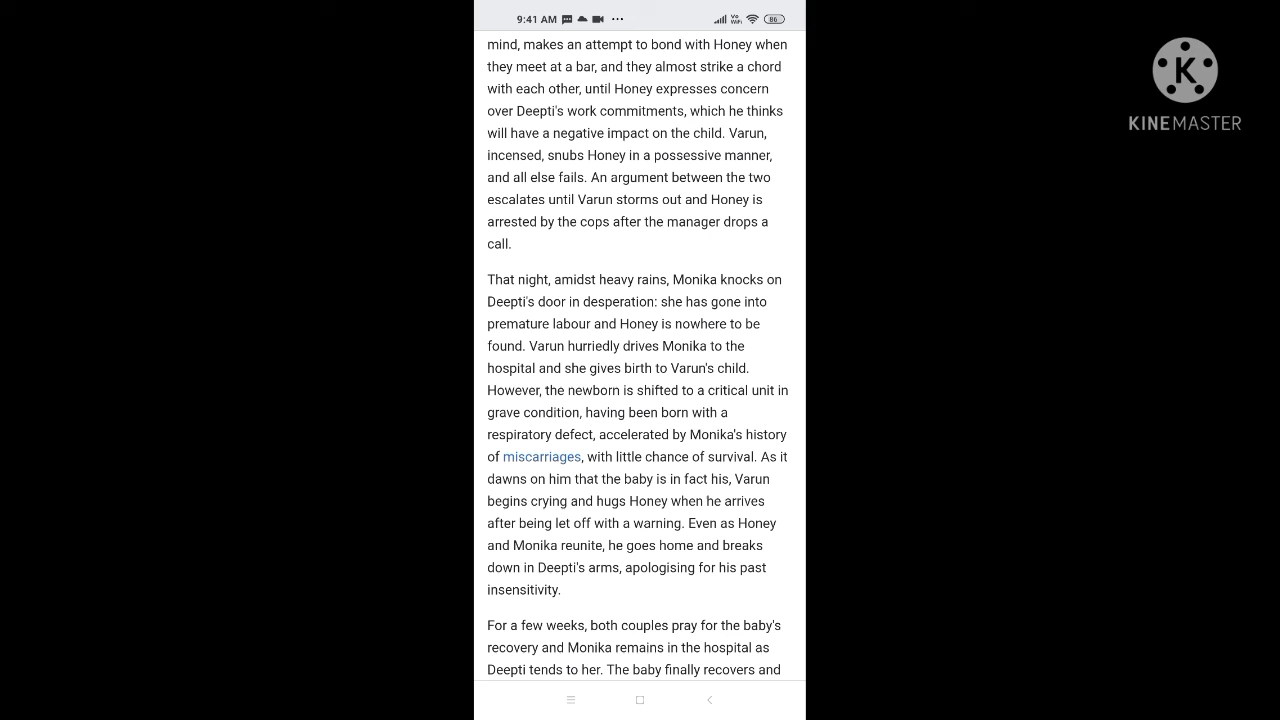 9:41 AM
Vo
WiFi
86
mind, makes an attempt to bond with Honey when
they meet at a bar, and they almost strike a chord
with each other, until Honey expresses concern
over Deepti's work commitments, which he thinks
will have a negative impact on the child. Varun,
incensed, snubs Honey in a possessive manner,
and all else fails. An argument between the two
escalates until Varun storms out and Honey is
arrested by the cops after the manager drops a
call.
That night, amidst heavy rains, Monika knocks on
Deepti's door in desperation: she has gone into
premature labour and Honey is nowhere to be
found. Varun hurriedly drives Monika to the
hospital and she gives birth to Varun's child.
However, the newborn is shifted to a critical unit in
grave condition, having been born with a
respiratory defect, accelerated by Monika's history
of miscarriages, with little chance of survival. As it
dawns on him that the baby is in fact his, Varun
begins crying and hugs Honey when he arrives
after being let off with a warning. Even as Honey
and Monika reunite, he goes home and breaks
down in Deepti's arms, apologising for his past
insensitivity.
For a few weeks, both couples pray for the baby's
recovery and Monika remains in the hospital as
Deepti tends to her. The baby finally recovers and
K
KINEMASTER